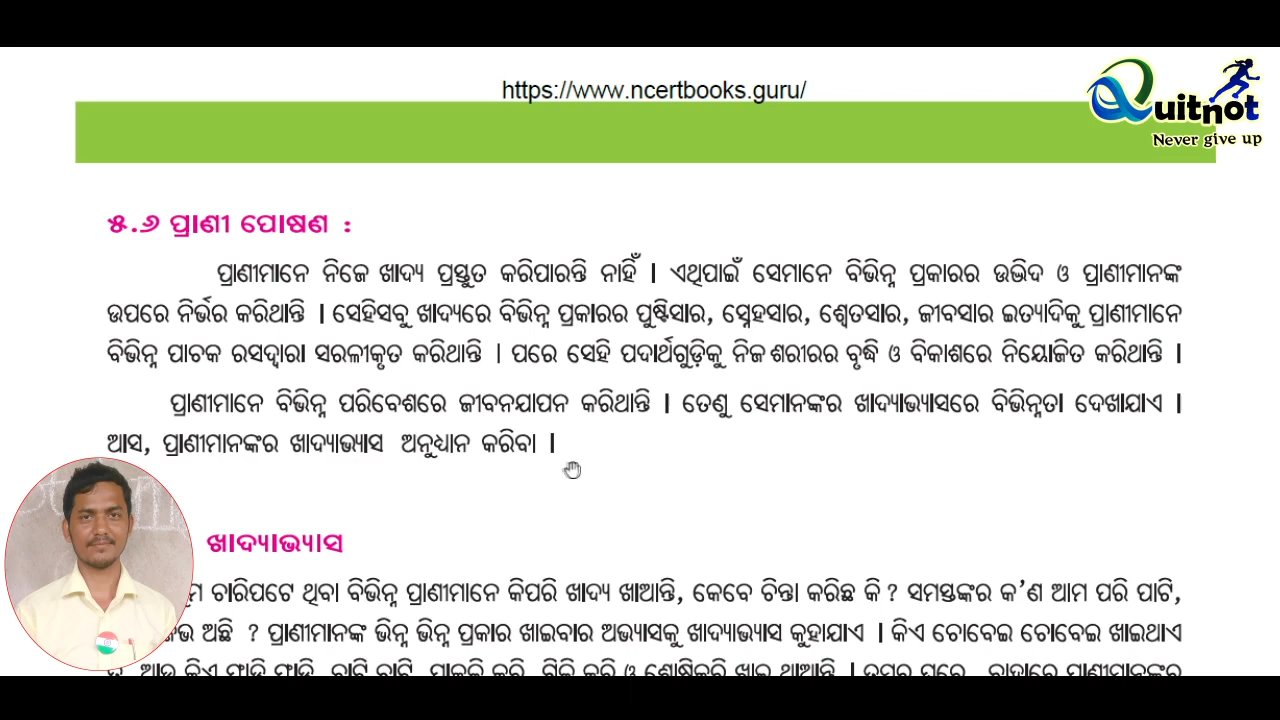 https://www.ncertbooks.guru/
Quitnot
Never give up
୫.୬ ପ୍ରାଣୀ ପୋଷଣ :
ପ୍ରାଣୀମାନେ ନିଜେ ଖାଦ୍ୟ ପ୍ରସ୍ତୁତ କରିପାରନ୍ତି ନାହିଁ । ଏଥିପାଇଁ ସେମାନେ ବିଭିନ୍ନ ପ୍ରକାରର ଉଦ୍ଭିଦ ଓ ପ୍ରାଣୀମାନଙ୍କ
ଉପରେ ନିର୍ଭର କରିଥାନ୍ତି । ସେହିସବୁ ଖାଦ୍ୟରେ ବିଭିନ୍ନ ପ୍ରକାରର ପୁଷ୍ଟିସାର, ସ୍ନେହସାର, ଶ୍ୱେତସାର, ଜୀବସାର ଇତ୍ୟାଦିକୁ ପ୍ରାଣୀମାନେ
ବିଭିନ୍ନ ପାଚକ ରସଦ୍ୱାରା ସରଳୀକୃତ କରିଥାନ୍ତି । ପରେ ସେହି ପଦାର୍ଥଗୁଡ଼ିକୁ ନିଜ ଶରୀରର ବୃଦ୍ଧି ଓ ବିକାଶରେ ନିୟୋଜିତ କରିଥାନ୍ତି ।
ପ୍ରାଣୀମାନେ ବିଭିନ୍ନ ପରିବେଶରେ ଜୀବନଯାପନ କରିଥାନ୍ତି । ତେଣୁ ସେମାନଙ୍କର ଖାଦ୍ୟାଭ୍ୟାସରେ ବିଭିନ୍ନତା ଦେଖାଯାଏ ।
ଆସ, ପ୍ରାଣୀମାନଙ୍କର ଖାଦ୍ୟାଭ୍ୟାସ ଅନୁଧ୍ୟାନ କରିବା ।
ଖାଦ୍ୟାଭ୍ୟାସ
ଚାରିପଟେ ଥିବା ବିଭିନ୍ନ ପ୍ରାଣୀମାନେ କିପରି ଖାଦ୍ୟ ଖାଆନ୍ତି, କେବେ ଚିନ୍ତା କରିଛ କି ? ସମସ୍ତଙ୍କର କ'ଣ ଆମ ପରି ପାଟି,
ଅଛି ? ପ୍ରାଣୀମାନଙ୍କ ଭିନ୍ନ ଭିନ୍ନ ପ୍ରକାର ଖାଇବାର ଅଭ୍ୟାସକୁ ଖାଦ୍ୟାଭ୍ୟାସ କୁହାଯାଏ । କିଏ ଚୋବେଇ ଚୋବେଇ ଖାଇଥାଏ